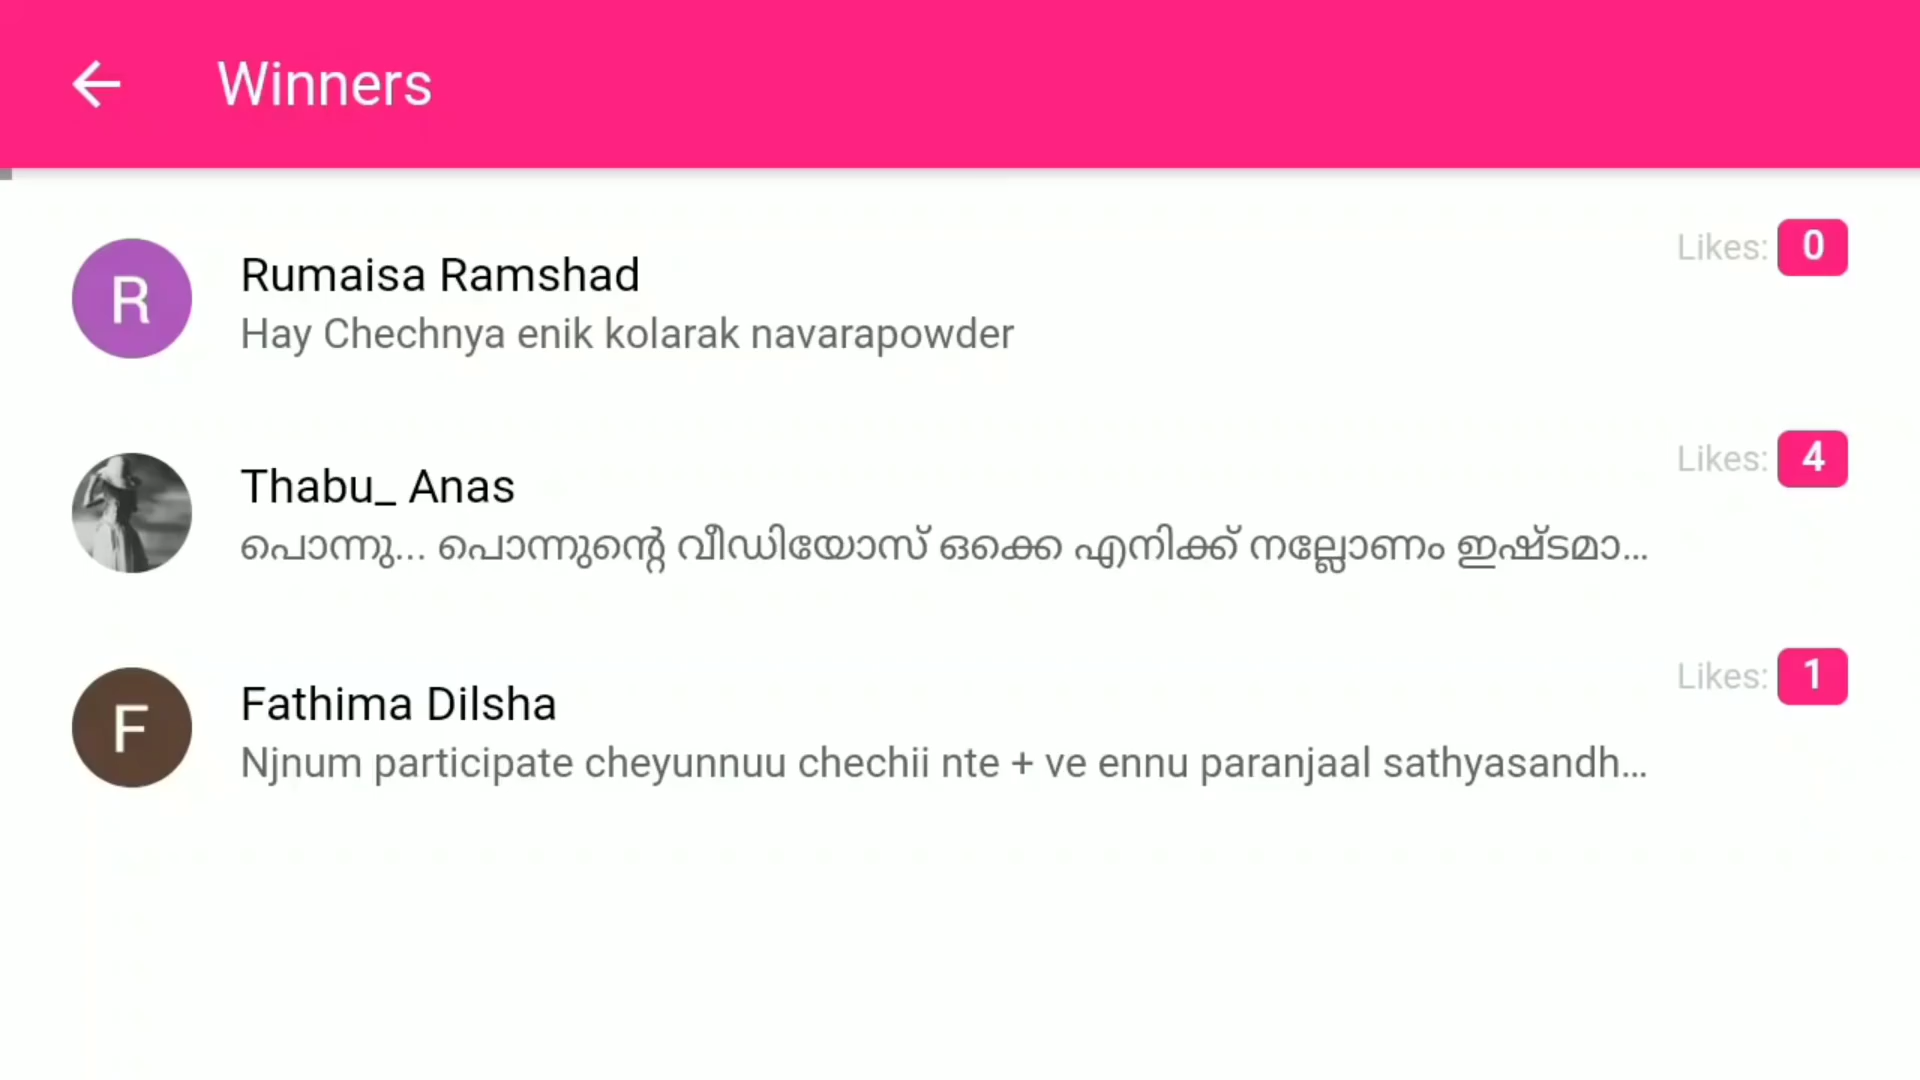 Winners
Likes: 0
R
Rumaisa Ramshad
Hay Chechnya enik kolarak navarapowder
Likes: 4
Thabu_ Anas
പൊന്നു... പൊന്നുന്റെ വീഡിയോസ് ഒക്കെ എനിക്ക് നല്ലോണം ഇഷ്ടമാ...
Likes: 1
F
Fathima Dilsha
Njnum participate cheyunnuu chechii nte + ve ennu paranjaal sathyasandh...